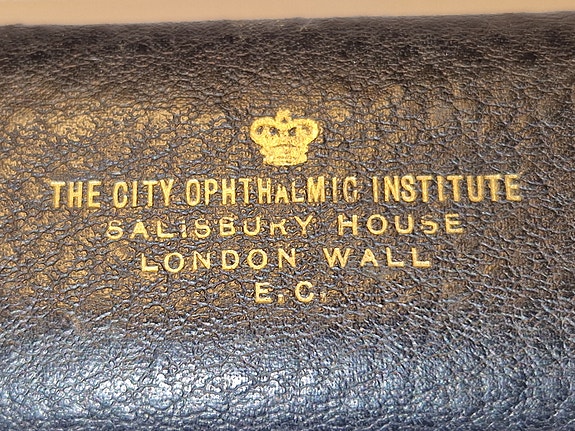 THE CITY OPHTHALMIC INSTITUTE
SALISBURY HOUSE
LONDON WALL
E.C.